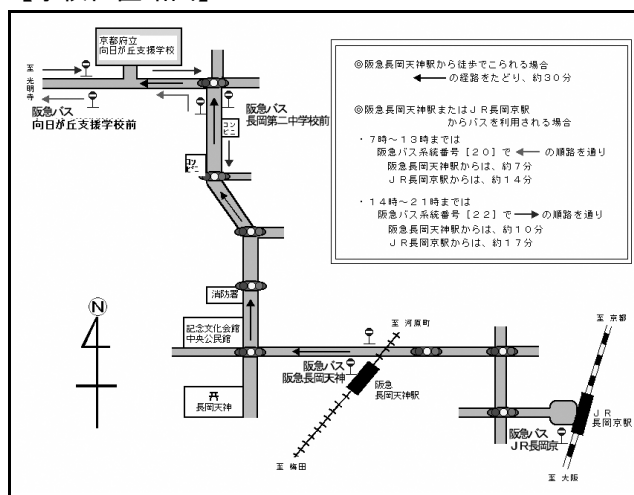 京都府立
向日が丘支援学校
至
光
明
寺
阪急バス
向日が丘支援学校前
阪急バス
長岡第二中学校前
コンビニ
コンビニ
消防署
記念文化会館
中央公民館
長岡天神
N
阪急バス
阪急長岡天神
阪急
長岡天神駅
至 河原町
至 梅田
至 京都
JR
長岡京駅
阪急バス
JR長岡京
至 大阪
◎阪急長岡天神駅から徒歩でこられる場合
←の経路をたどり、約30分
◎阪急長岡天神駅またはJR長岡京駅
からバスを利用される場合
・7時~13時までは
阪急バス系統番号[20]で←の順路を通り
阪急長岡天神駅からは、約7分
JR長岡京駅からは、約14分
・14時~21時までは
阪急バス系統番号[22]で→の順路を通り
阪急長岡天神駅からは、約10分
JR長岡京駅からは、約17分